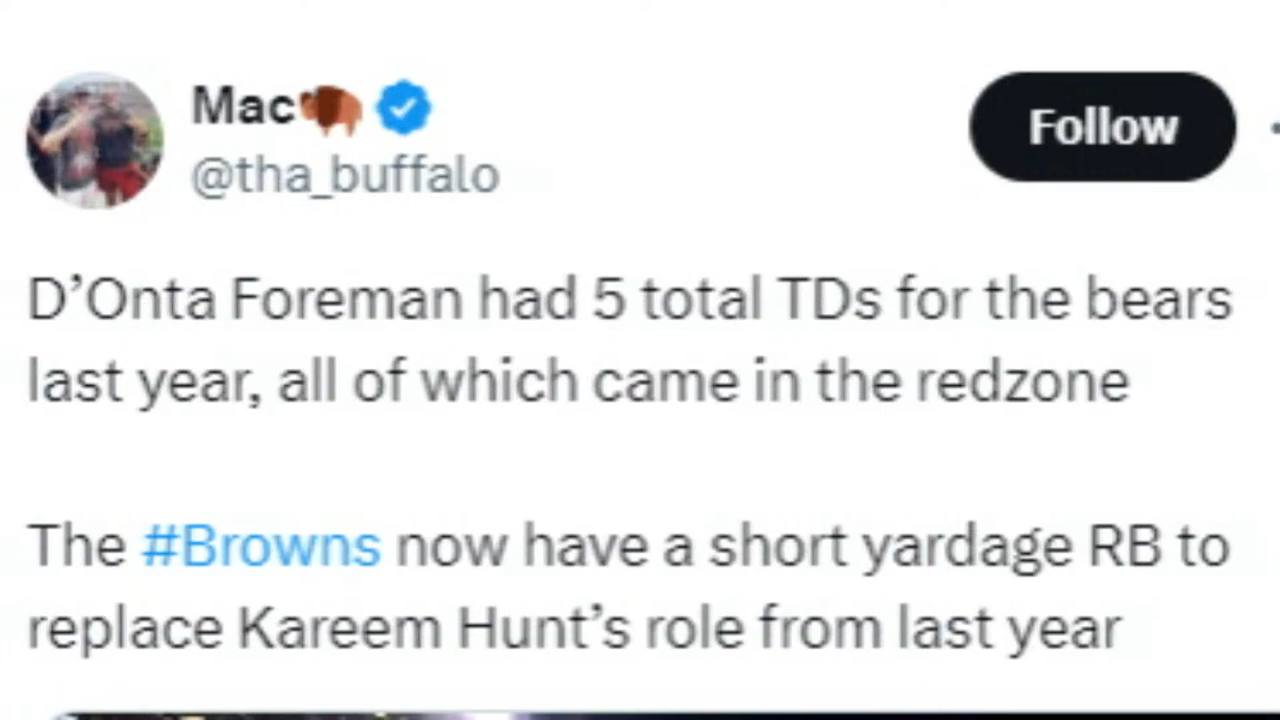 Mac🦬
@tha_buffalo
Follow
D’Onta Foreman had 5 total TDs for the bears
last year, all of which came in the redzone
The #Browns now have a short yardage RB to
replace Kareem Hunt’s role from last year